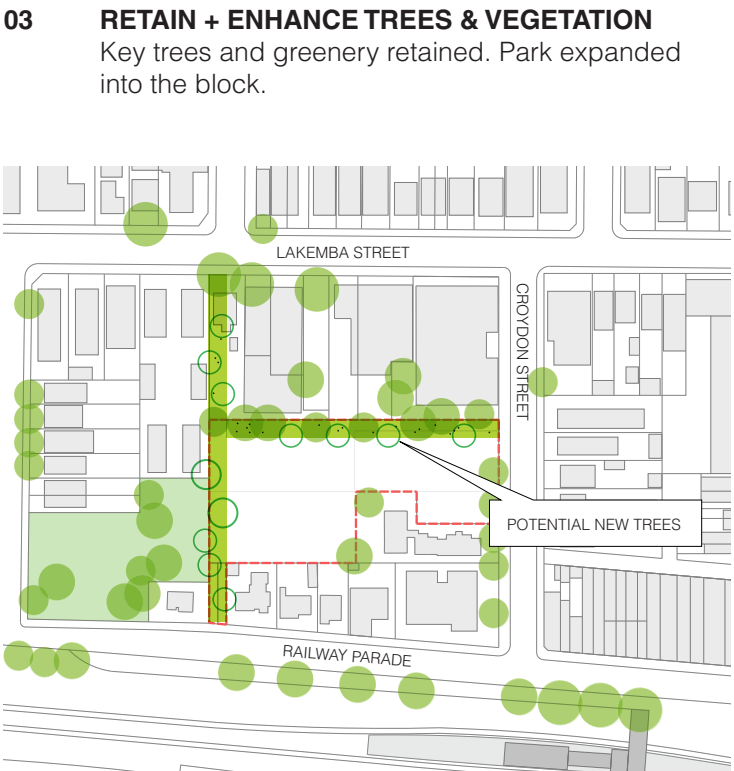 03 RETAIN + ENHANCE TREES & VEGETATION
Key trees and greenery retained. Park expanded
into the block.
LAKEMBA STREET
CROYDON STREET
POTENTIAL NEW TREES
RAILWAY PARADE